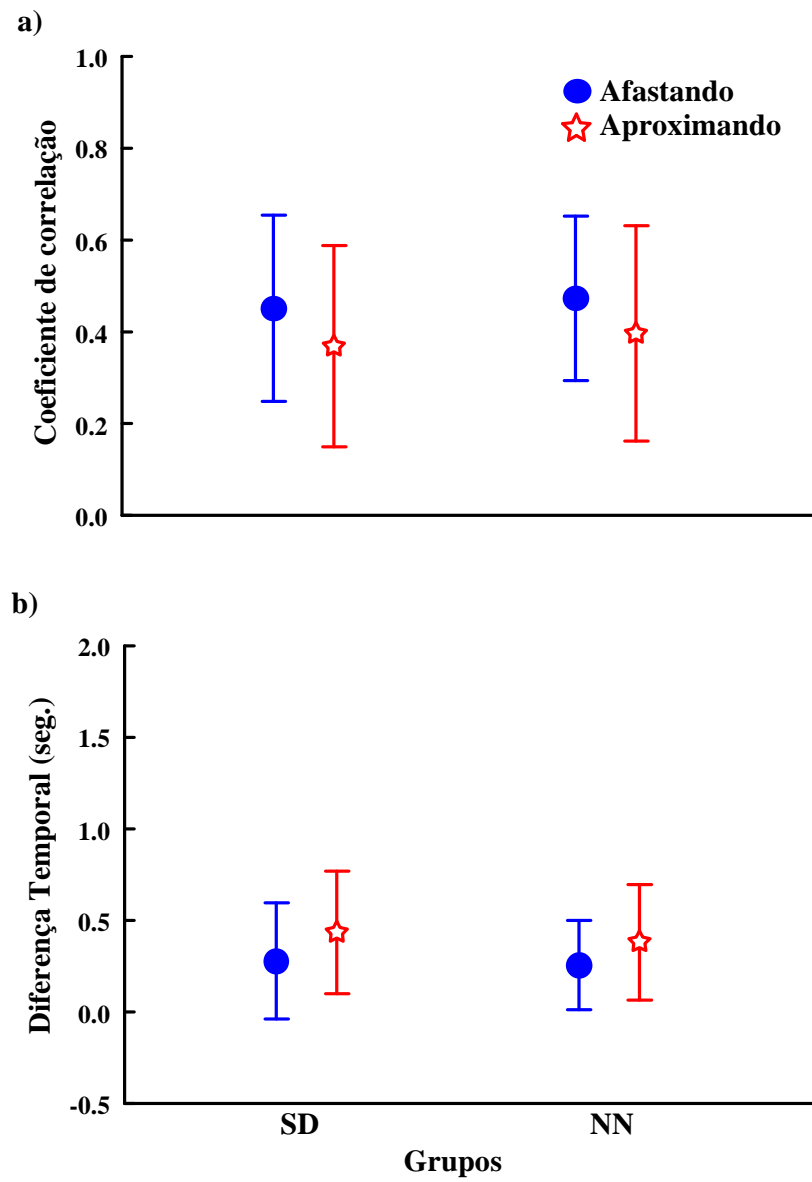 a)
1.0
0.8
0.6
0.4
0.2
0.0
Coeficiente de correlação
Afastando
Aproximando
b)
2.0
1.5
1.0
0.5
0.0
-0.5
Diferença Temporal (seg.)
SD NN
Grupos